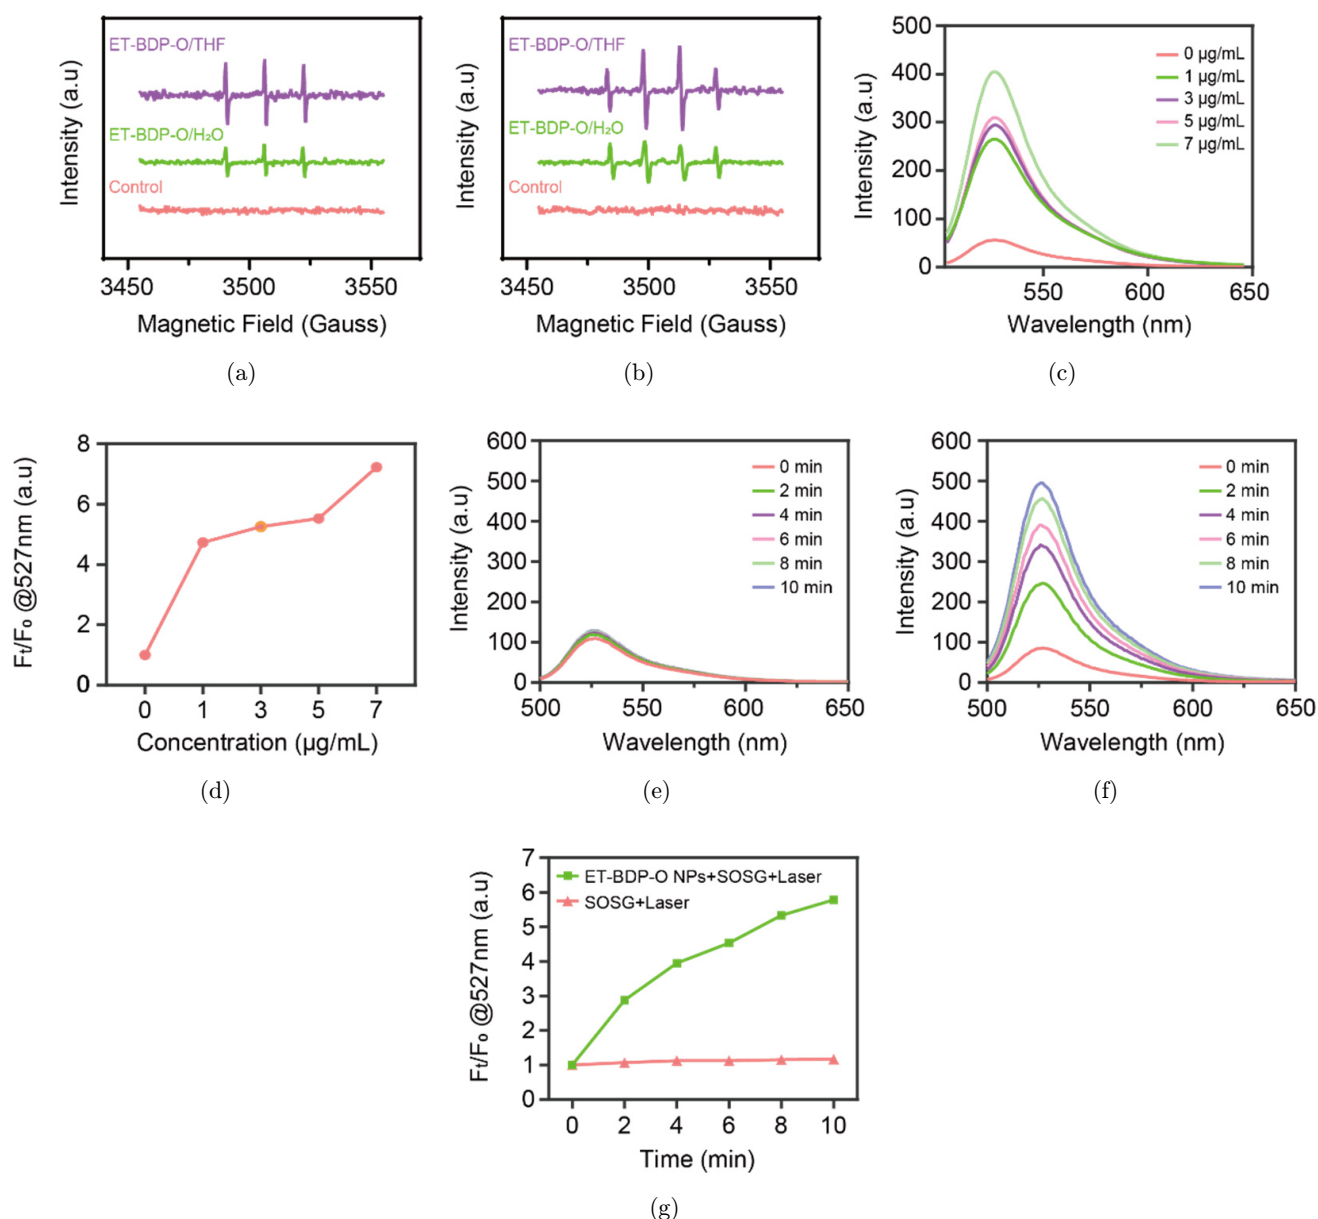 Intensity (a.u)
ET-BDP-O/THF
ET-BDP-O/H₂O
Control
3450 3500 3550
Magnetic Field (Gauss)
(a)
Intensity (a.u)
ET-BDP-O/THF
ET-BDP-O/H₂O
Control
3450 3500 3550
Magnetic Field (Gauss)
(b)
Intensity (a.u)
500
400
300
200
100
0
0 µg/mL
1 µg/mL
3 µg/mL
5 µg/mL
7 µg/mL
550 600 650
Wavelength (nm)
(c)
Ft/F₀ @527nm (a.u)
8
6
4
2
0
0 1 3 5 7
Concentration (µg/mL)
(d)
Intensity (a.u)
600
500
400
300
200
100
0
0 min
2 min
4 min
6 min
8 min
10 min
500 550 600 650
Wavelength (nm)
(e)
Intensity (a.u)
600
500
400
300
200
100
0
0 min
2 min
4 min
6 min
8 min
10 min
500 550 600 650
Wavelength (nm)
(f)
Ft/F₀ @527nm (a.u)
7
6
5
4
3
2
1
0
ET-BDP-O NPs+SOSG+Laser
SOSG+Laser
0 2 4 6 8 10
Time (min)
(g)